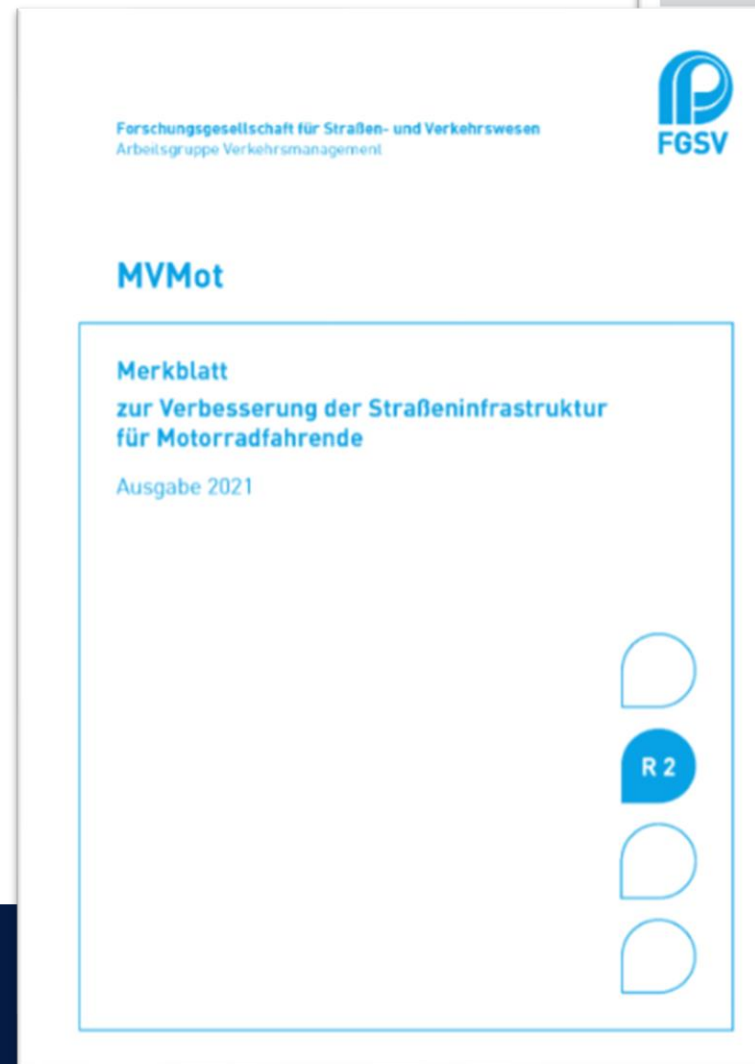 Forschungsgesellschaft für Straßen- und Verkehrswesen
Arbeitsgruppe Verkehrsmanagement
FGSV
MVMot
Merkblatt
zur Verbesserung der Straßeninfrastruktur
für Motorradfahrende
Ausgabe 2021
R 2